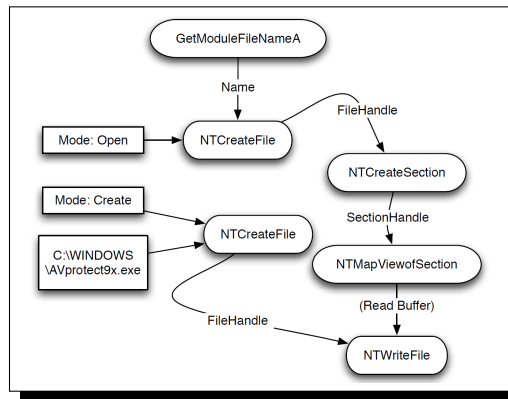 GetModuleFileNameA
Name
FileHandle
Mode: Open
NTCreateFile
NTCreateSection
Mode: Create
SectionHandle
NTCreateFile
C:\WINDOWS
\AVprotect9x.exe
NTMapViewofSection
(Read Buffer)
FileHandle
NTWriteFile